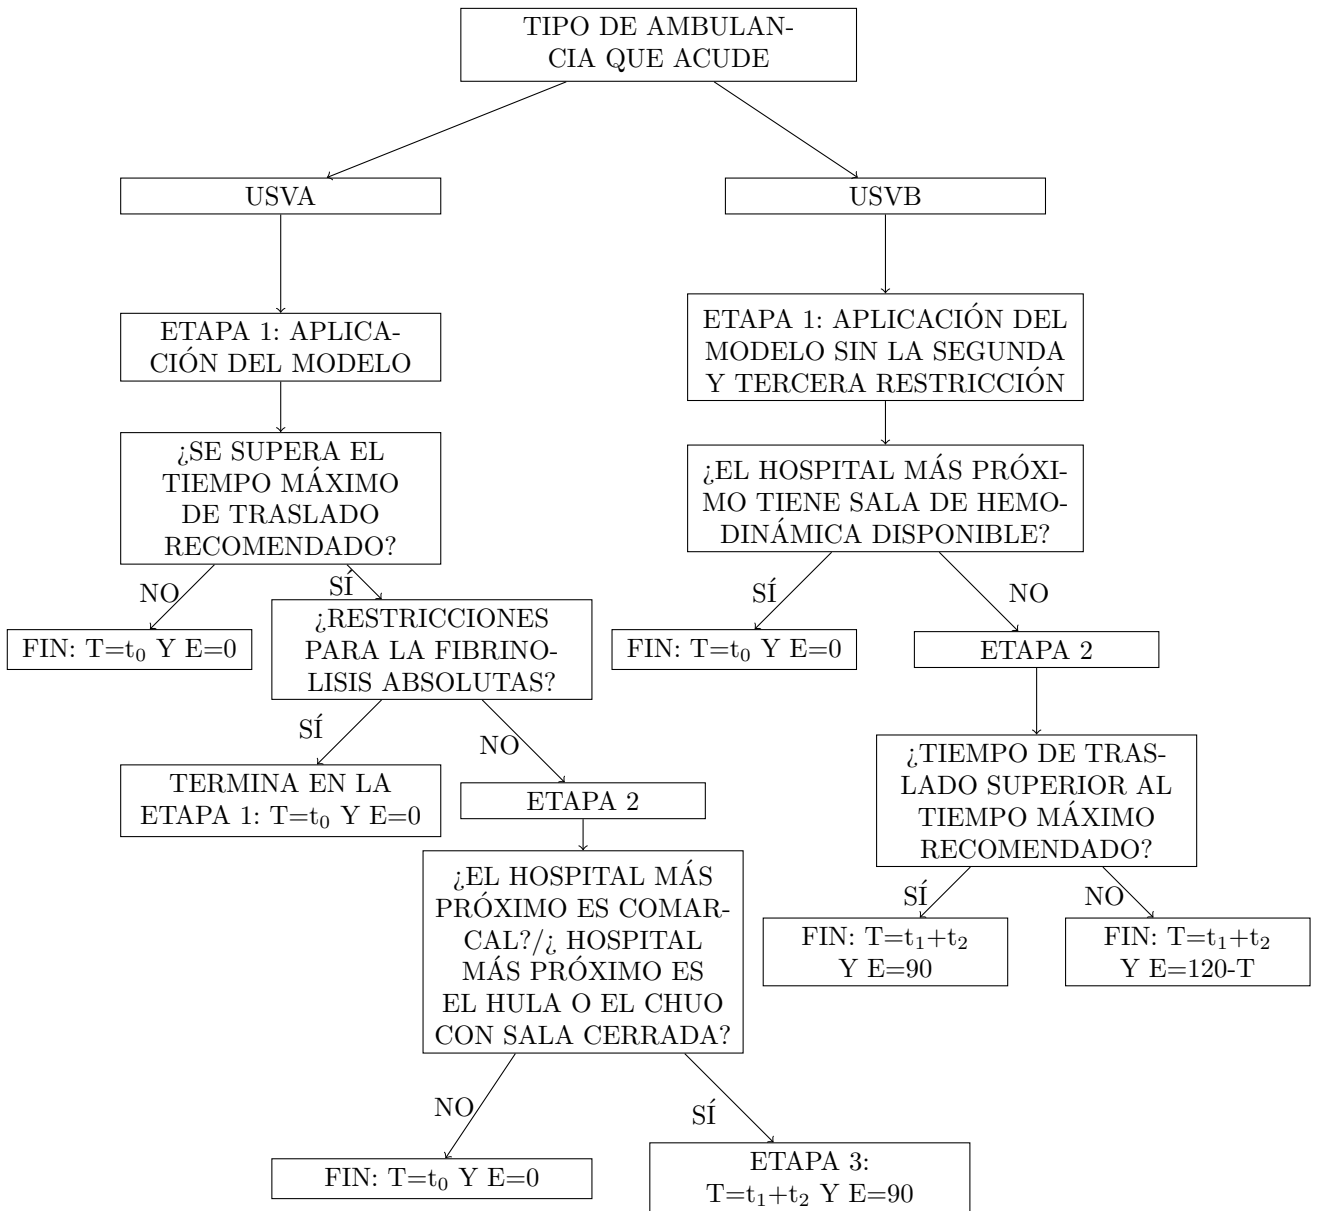 TIPO DE AMBULAN-
CIA QUE ACUDE
USVA
USVB
ETAPA 1: APLICA-
CIÓN DEL MODELO
ETAPA 1: APLICACIÓN DEL
MODELO SIN LA SEGUNDA
Y TERCERA RESTRICCIÓN
¿SE SUPERA EL
TIEMPO MÁXIMO
DE TRASLADO
RECOMENDADO?
¿EL HOSPITAL MÁS PRÓXI-
MO TIENE SALA DE HEMO-
DINÁMICA DISPONIBLE?
NO
SÍ
SÍ
NO
FIN: T=t₀ Y E=0
¿RESTRICCIONES
PARA LA FIBRINO-
LISIS ABSOLUTAS?
FIN: T=t₀ Y E=0
ETAPA 2
SÍ
NO
TERMINA EN LA
ETAPA 1: T=t₀ Y E=0
ETAPA 2
¿TIEMPO DE TRAS-
LADO SUPERIOR AL
TIEMPO MÁXIMO
RECOMENDADO?
¿EL HOSPITAL MÁS
PRÓXIMO ES COMAR-
CAL?/¿ HOSPITAL
MÁS PRÓXIMO ES
EL HULA O EL CHUO
CON SALA CERRADA?
SÍ
NO
FIN: T=t₁+t₂
Y E=90
FIN: T=t₁+t₂
Y E=120-T
NO
SÍ
FIN: T=t₀ Y E=0
ETAPA 3:
T=t₁+t₂ Y E=90